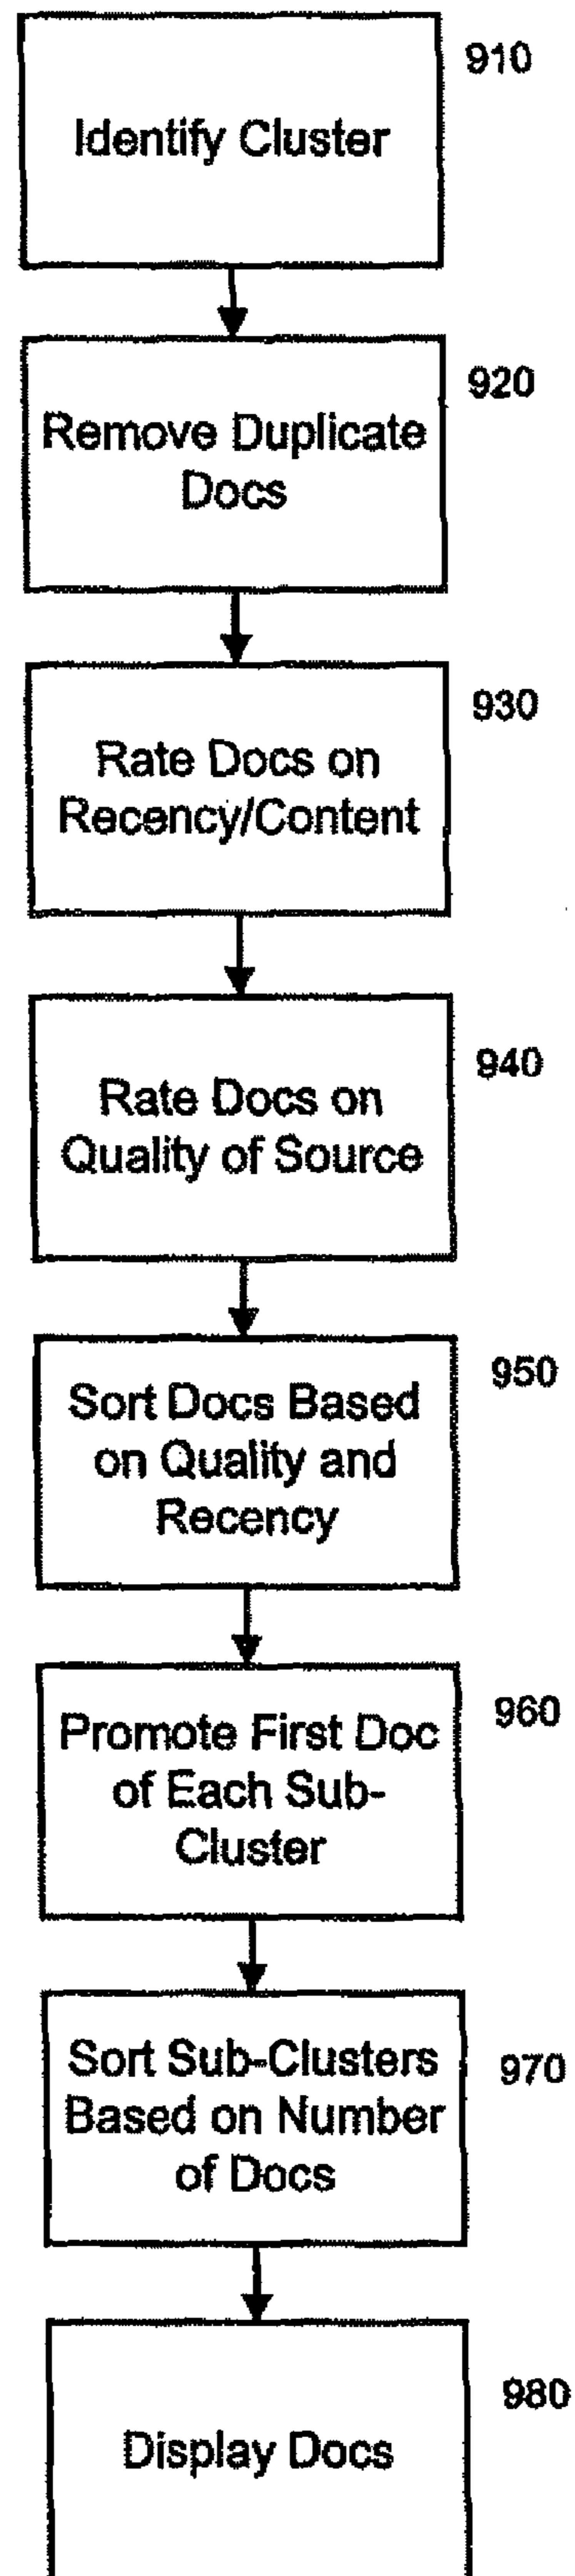 910
Identify Cluster
920
Remove Duplicate
Docs
930
Rate Docs on
Recency/Content
940
Rate Docs on
Quality of Source
950
Sort Docs Based
on Quality and
Recency
960
Promote First Doc
of Each Sub-
Cluster
970
Sort Sub-Clusters
Based on Number
of Docs
980
Display Docs